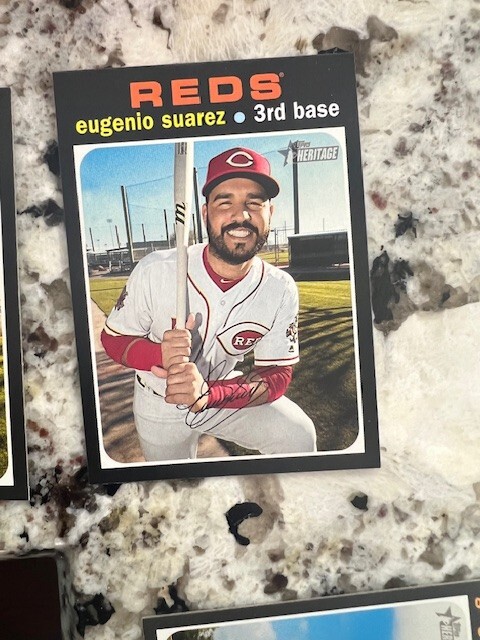 REDS
eugenio suarez • 3rd base
Topps HERITAGE
M
C
REDS